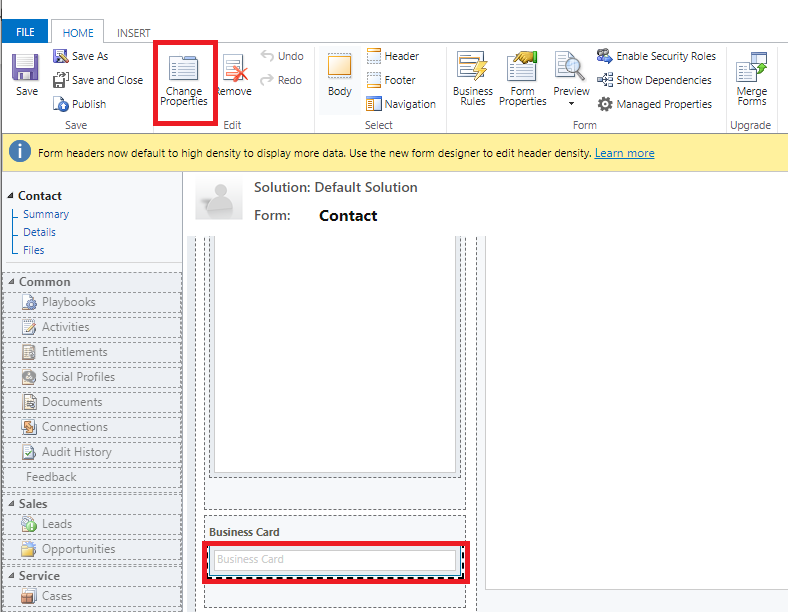 FILE HOME INSERT
Save
Save As
Save and Close
Publish
Save
Change
Properties
Remove
Undo
Redo
Edit
Body
Header
Footer
Navigation
Select
Business
Rules
Form
Properties
Preview
Enable Security Roles
Show Dependencies
Managed Properties
Form
Merge
Forms
Upgrade
Form headers now default to high density to display more data. Use the new form designer to edit header density. Learn more
Contact
Summary
Details
Files
Common
Playbooks
Activities
Entitlements
Social Profiles
Documents
Connections
Audit History
Feedback
Sales
Leads
Opportunities
Service
Cases
Solution: Default Solution
Form: Contact
Business Card
Business Card